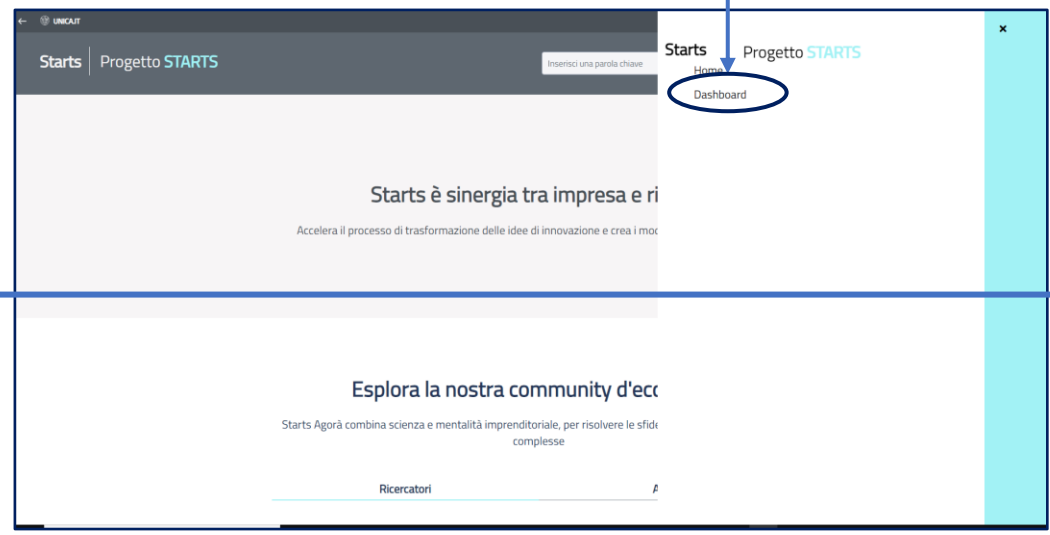 UNICA.IT
Starts Progetto STARTS
Inserisci una parola chiave
Starts Progetto STARTS
Home
Dashboard
×
Starts è sinergia tra impresa e ri
Accelera il processo di trasformazione delle idee di innovazione e crea i mod
Esplora la nostra community d'eco
Starts Agorà combina scienza e mentalità imprenditoriale, per risolvere le sfide
complesse
Ricercatori